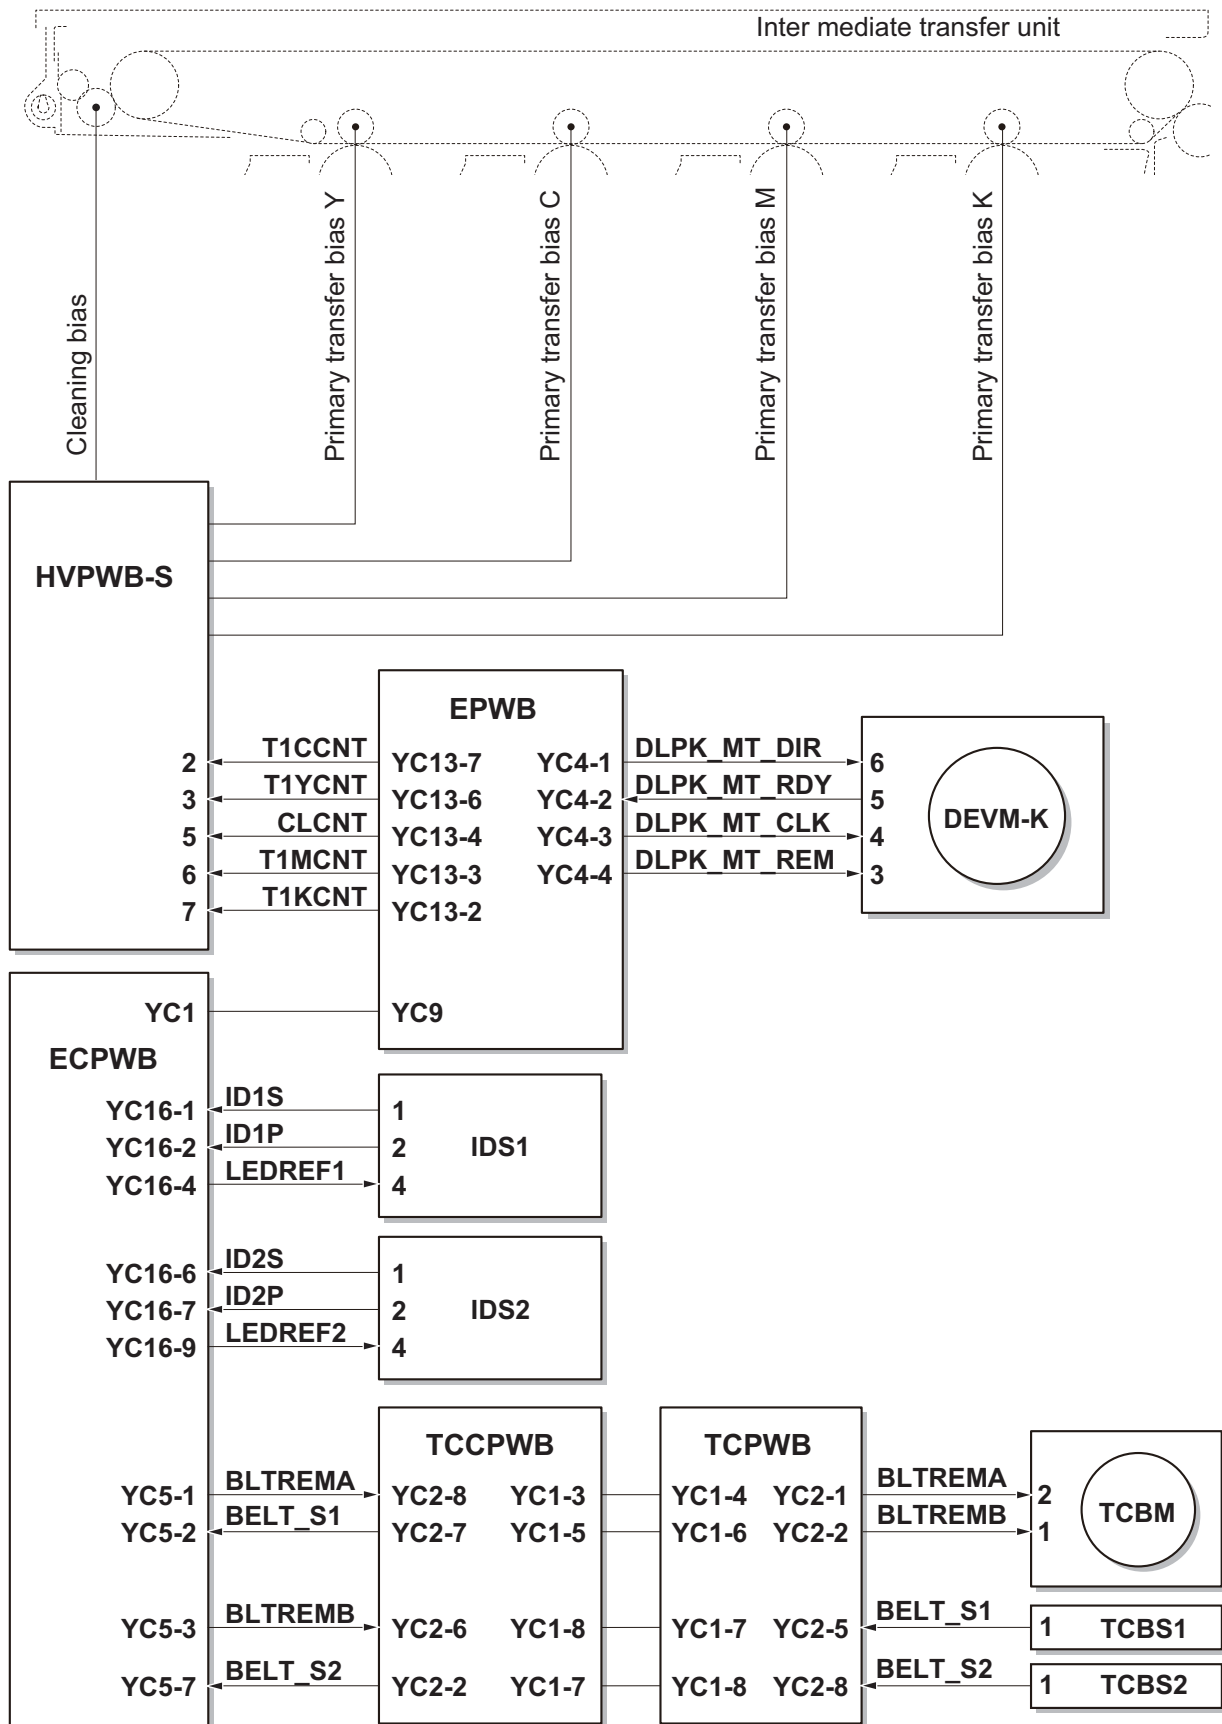 Inter mediate transfer unit
Cleaning bias
Primary transfer bias Y
Primary transfer bias C
Primary transfer bias M
Primary transfer bias K
HVPWB-S
EPWB
2 T1CCNT YC13-7 YC4-1 DLPK_MT_DIR 6
3 T1YCNT YC13-6 YC4-2 DLPK_MT_RDY 5
5 CLCNT YC13-4 YC4-3 DLPK_MT_CLK 4
6 T1MCNT YC13-3 YC4-4 DLPK_MT_REM 3
7 T1KCNT YC13-2
DEVM-K
YC1 YC9
ECPWB
YC16-1 ID1S 1
YC16-2 ID1P 2
YC16-4 LEDREF1 4
IDS1
YC16-6 ID2S 1
YC16-7 ID2P 2
YC16-9 LEDREF2 4
IDS2
TCCPWB TCPWB
YC5-1 BLTREMA YC2-8 YC1-3 YC1-4 YC2-1 BLTREMA 2
YC5-2 BELT_S1 YC2-7 YC1-5 YC1-6 YC2-2 BLTREMB 1
TCBM
YC5-3 BLTREMB YC2-6 YC1-8 YC1-7 YC2-5 BELT_S1 1 TCBS1
YC5-7 BELT_S2 YC2-2 YC1-7 YC1-8 YC2-8 BELT_S2 1 TCBS2